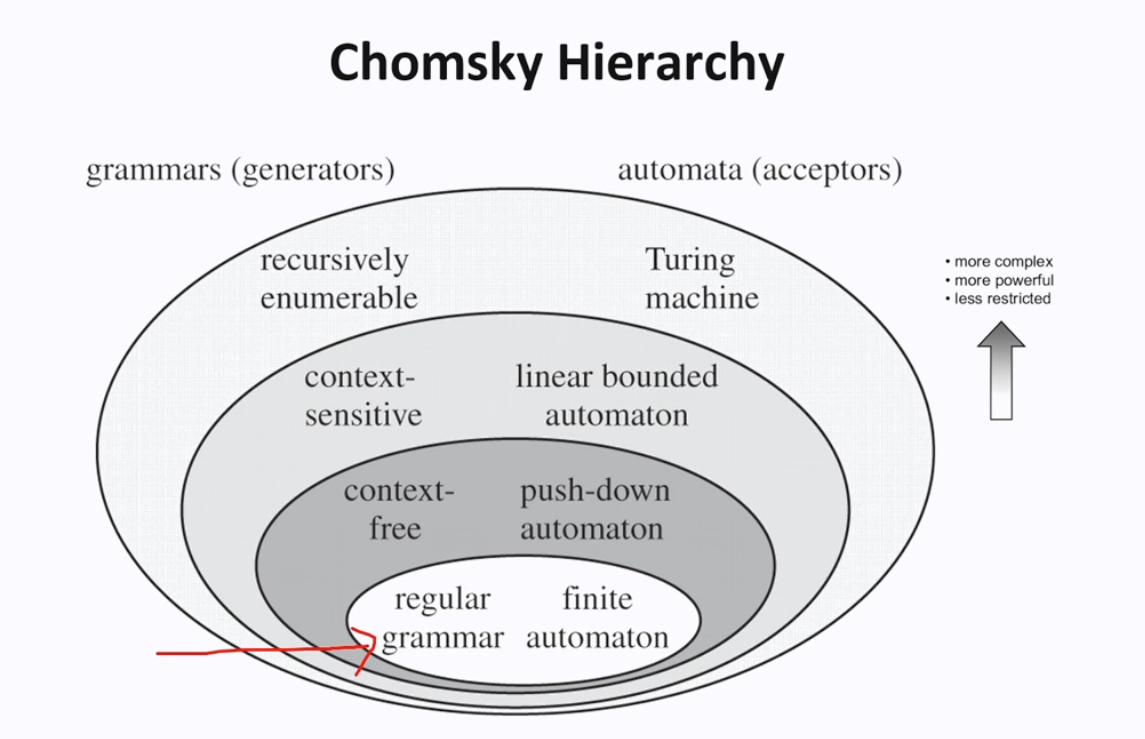 Chomsky Hierarchy
grammars (generators)
automata (acceptors)
recursively
enumerable
Turing
machine
• more complex
• more powerful
• less restricted
context-
sensitive
linear bounded
automaton
context-
free
push-down
automaton
regular
grammar
finite
automaton